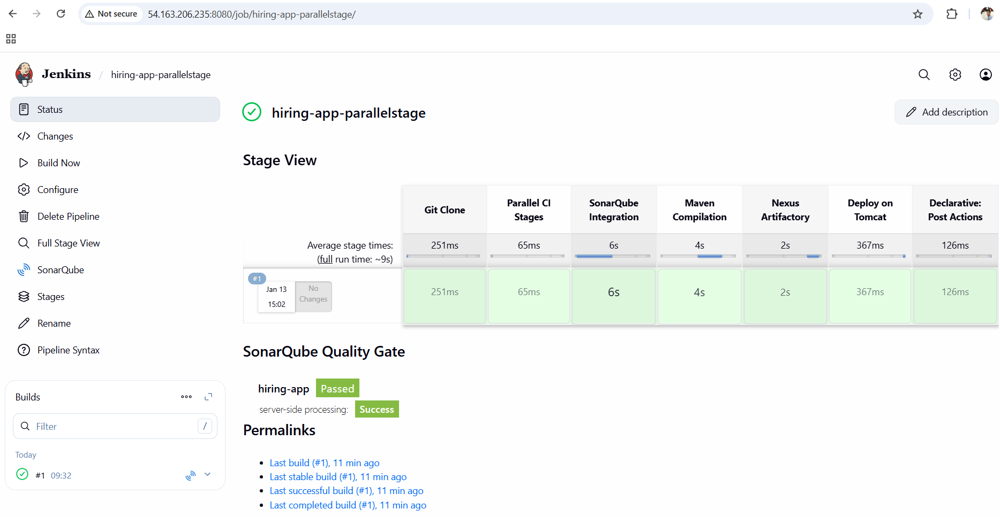 Not secure
54.163.206.235:8080/job/hiring-app-parallelstage/
Jenkins / hiring-app-parallelstage
Status
Changes
Build Now
Configure
Delete Pipeline
Full Stage View
SonarQube
Stages
Rename
Pipeline Syntax
Builds
Filter
/
Today
#1 09:32
hiring-app-parallelstage
Add description
Stage View
Git Clone
Parallel CI
Stages
SonarQube
Integration
Maven
Compilation
Nexus
Artifactory
Deploy on
Tomcat
Declarative:
Post Actions
Average stage times:
(full run time: ~9s)
251ms
65ms
6s
4s
2s
367ms
126ms
#1
Jan 13
15:02
No
Changes
251ms
65ms
6s
4s
2s
367ms
126ms
SonarQube Quality Gate
hiring-app Passed
server-side processing: Success
Permalinks
Last build (#1), 11 min ago
Last stable build (#1), 11 min ago
Last successful build (#1), 11 min ago
Last completed build (#1), 11 min ago